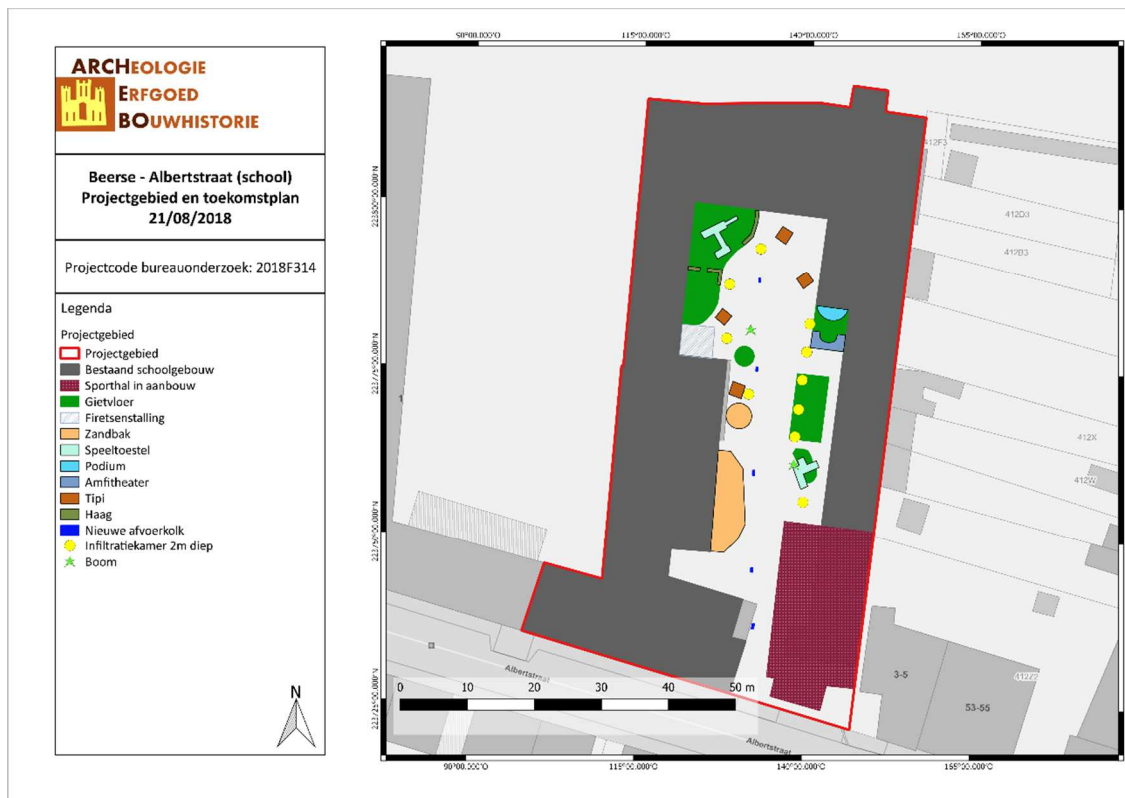 ARCHEOLOGIE
ERFGOED
BOUWHISTORIE
Beerse - Albertstraat (school)
Projectgebied en toekomstplan
21/08/2018
Projectcode bureauonderzoek: 2018F314
Legenda
Projectgebied
Projectgebied
Bestaand schoolgebouw
Sporthal in aanbouw
Gietvloer
Firetsenstalling
Zandbak
Speeltoestel
Podium
Amfitheater
Tipi
Haag
Nieuwe afvoerkolk
Infiltratiekamer 2m diep
Boom
N
412F3
412D3
412B3
412X
412W
412Z2
3-5
53-55
Albertstraat
Albertstraat
0 10 20 30 40 50 m